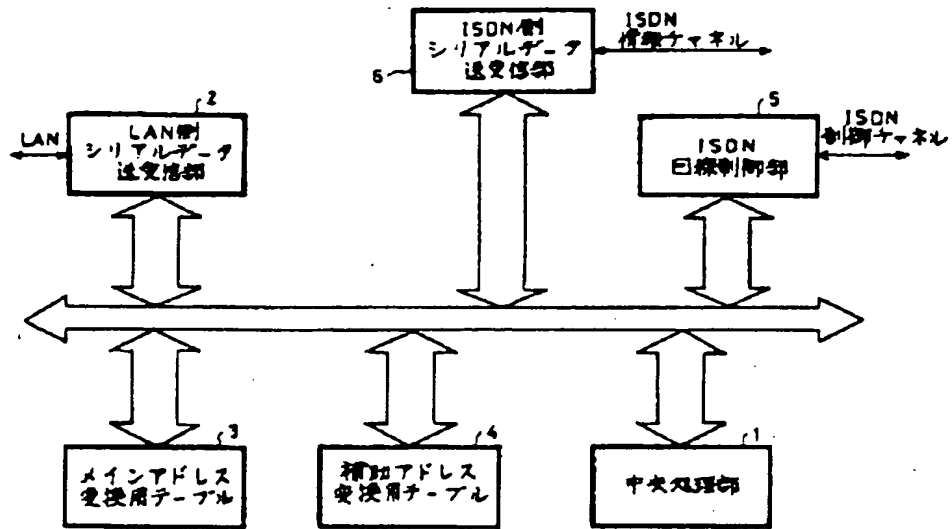 ISDN側
シリアルデータ
送受信部
6
ISDN
情報チャネル
2
LAN
LAN側
シリアルデータ
送受信部
5
ISDN
回線制御部
ISDN
制御チャネル
3
メインアドレス
変換用テーブル
4
補助アドレス
変換用テーブル
1
中央処理部